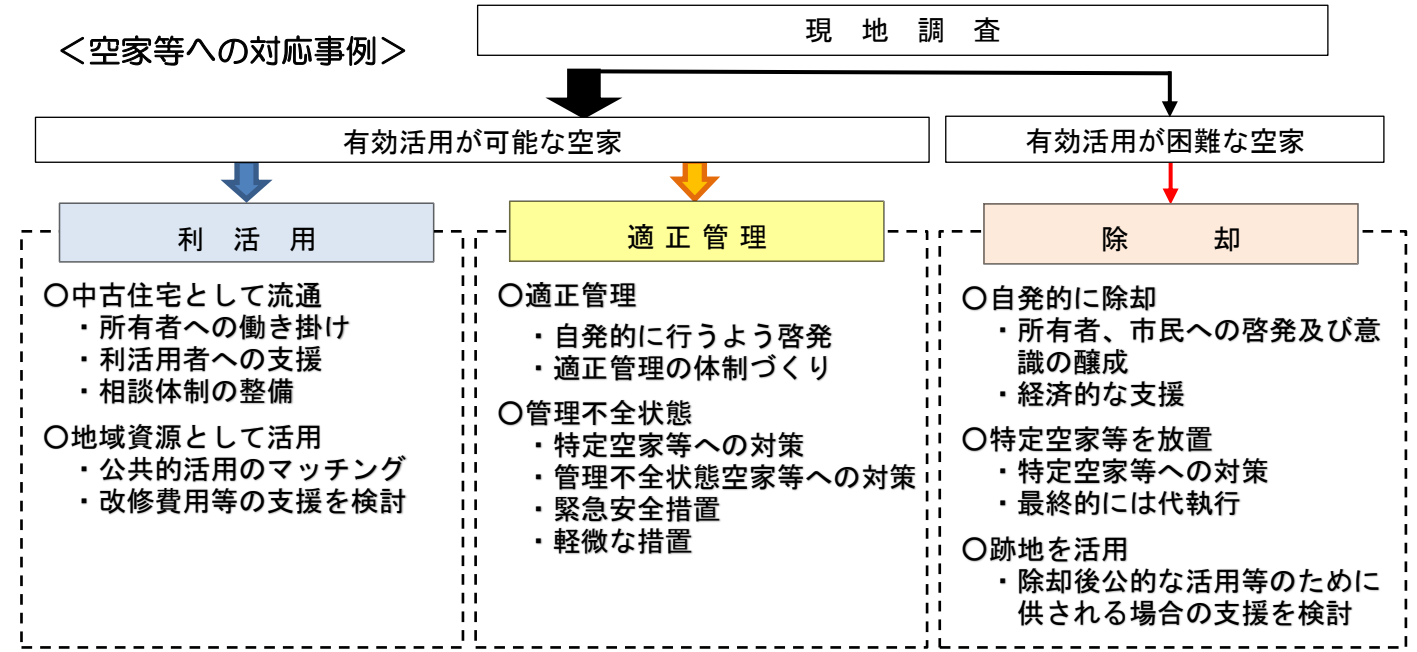 ＜空家等への対応事例＞
現 地 調 査
有効活用が可能な空家
有効活用が困難な空家
利 活 用
〇中古住宅として流通
・所有者への働き掛け
・利活用者への支援
・相談体制の整備
〇地域資源として活用
・公共的活用のマッチング
・改修費用等の支援を検討
適 正 管 理
〇適正管理
・自発的に行うよう啓発
・適正管理の体制づくり
〇管理不全状態
・特定空家等への対策
・管理不全状態空家等への対策
・緊急安全措置
・軽微な措置
除 却
〇自発的に除却
・所有者、市民への啓発及び意
識の醸成
・経済的な支援
〇特定空家等を放置
・特定空家等への対策
・最終的には代執行
〇跡地を活用
・除却後公的な活用等のために
供される場合の支援を検討